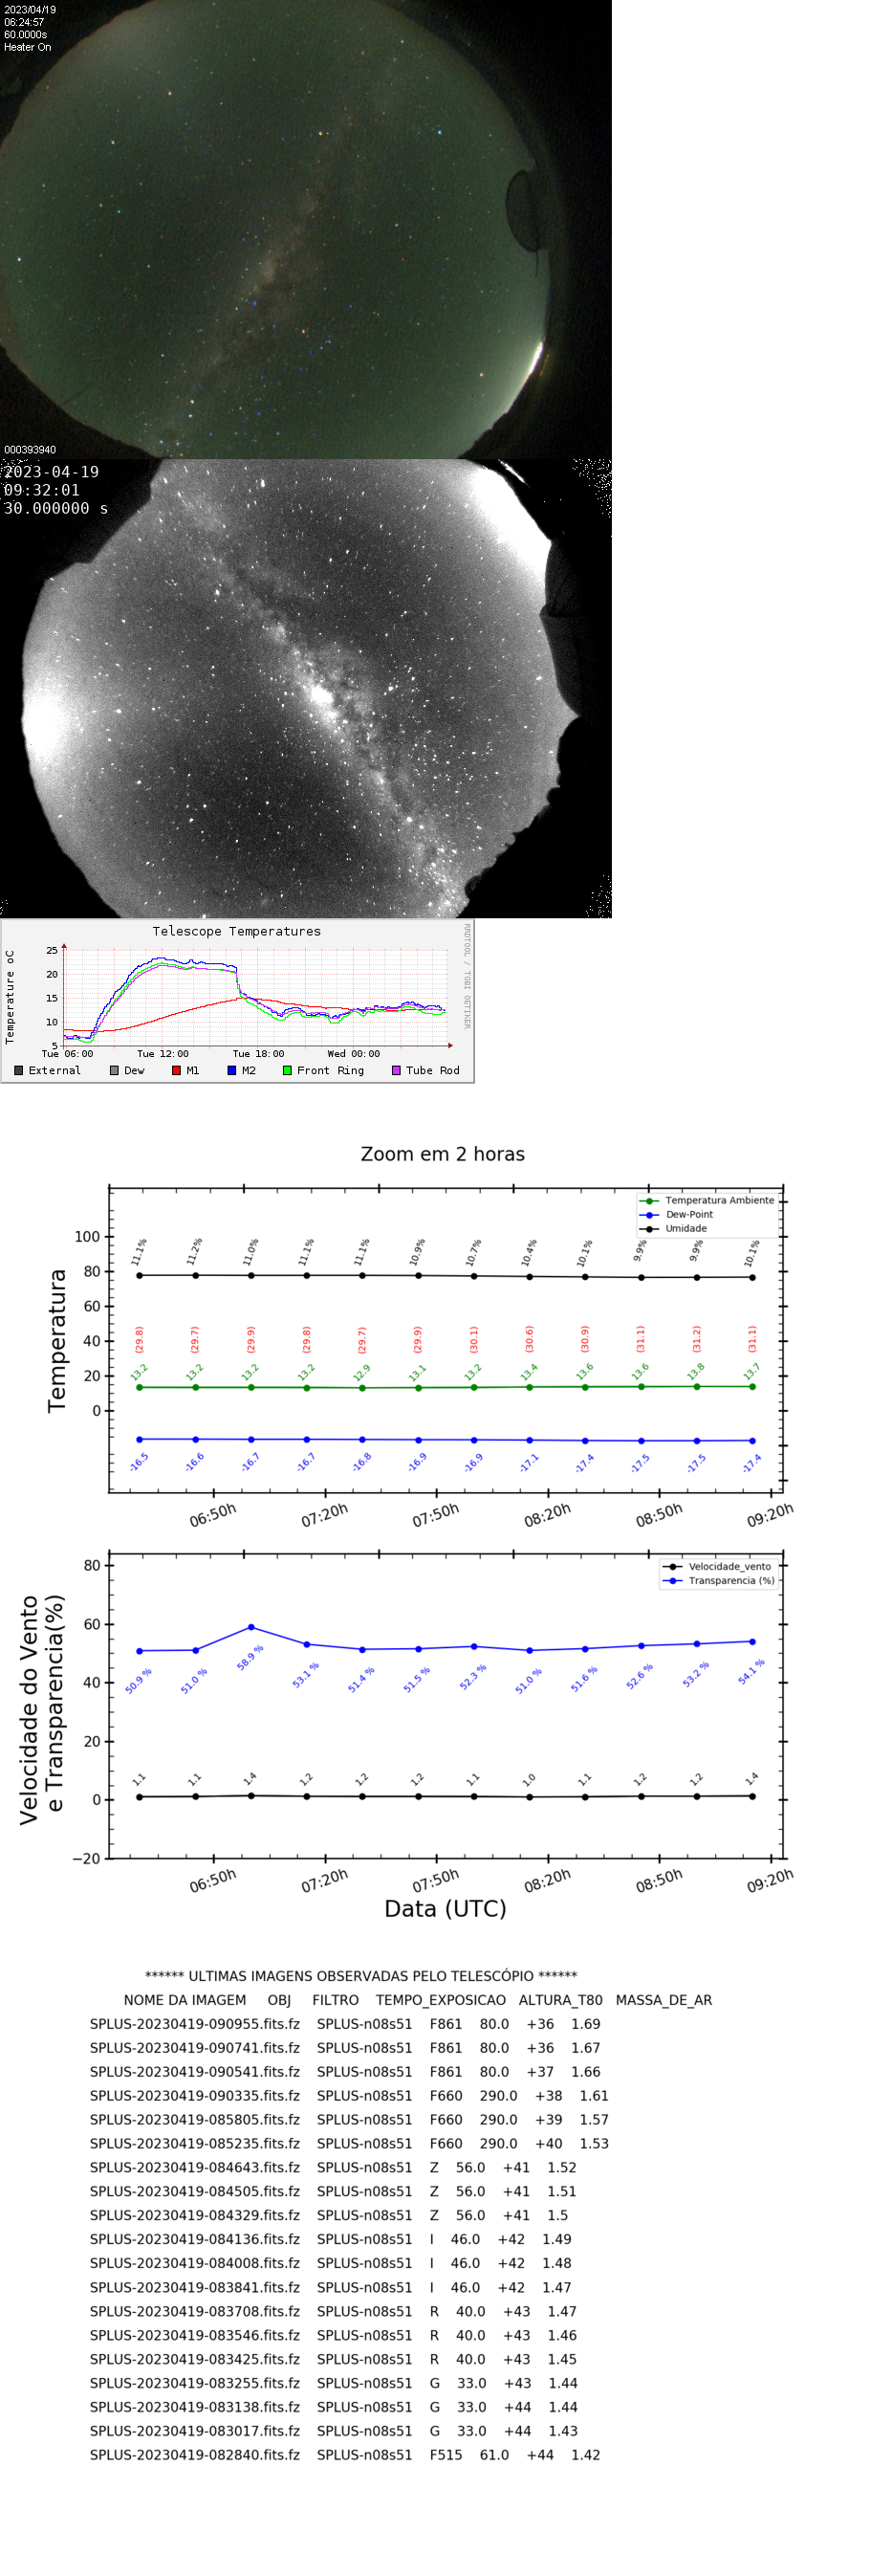 2023/04/19
06:24:57
60.0000s
Heater On
000393940
2023-04-19
09:32:01
30.000000 s
Telescope Temperatures
RRDTOOL / TOBI OETIKER
Temperature oC
25
20
15
10
5
Tue 06:00 Tue 12:00 Tue 18:00 Wed 00:00
External Dew M1 M2 Front Ring Tube Rod
Zoom em 2 horas
Temperatura Ambiente
Dew-Point
Umidade
Temperatura
100
80
60
40
20
0
11.1% 11.2% 11.0% 11.1% 11.1% 10.9% 10.7% 10.4% 10.1% 9.9% 9.9% 10.1%
(29.8) (29.7) (29.9) (29.8) (29.7) (29.9) (30.1) (30.6) (30.9) (31.1) (31.2) (31.1)
13.2 13.2 13.2 13.2 12.9 13.1 13.2 13.4 13.6 13.6 13.8 13.7
-16.5 -16.6 -16.7 -16.7 -16.8 -16.9 -16.9 -17.1 -17.4 -17.5 -17.5 -17.4
06:50h 07:20h 07:50h 08:20h 08:50h 09:20h
Velocidade_vento
Transparencia (%)
Velocidade do Vento
e Transparencia(%)
80
60
40
20
0
−20
50.9 % 51.0 % 58.9 % 53.1 % 51.4 % 51.5 % 52.3 % 51.0 % 51.6 % 52.6 % 53.2 % 54.1 %
1.1 1.1 1.4 1.2 1.2 1.2 1.1 1.0 1.1 1.2 1.2 1.4
06:50h 07:20h 07:50h 08:20h 08:50h 09:20h
Data (UTC)
****** ULTIMAS IMAGENS OBSERVADAS PELO TELESCÓPIO ******
NOME DA IMAGEM OBJ FILTRO TEMPO_EXPOSICAO ALTURA_T80 MASSA_DE_AR
SPLUS-20230419-090955.fits.fz SPLUS-n08s51 F861 80.0 +36 1.69
SPLUS-20230419-090741.fits.fz SPLUS-n08s51 F861 80.0 +36 1.67
SPLUS-20230419-090541.fits.fz SPLUS-n08s51 F861 80.0 +37 1.66
SPLUS-20230419-090335.fits.fz SPLUS-n08s51 F660 290.0 +38 1.61
SPLUS-20230419-085805.fits.fz SPLUS-n08s51 F660 290.0 +39 1.57
SPLUS-20230419-085235.fits.fz SPLUS-n08s51 F660 290.0 +40 1.53
SPLUS-20230419-084643.fits.fz SPLUS-n08s51 Z 56.0 +41 1.52
SPLUS-20230419-084505.fits.fz SPLUS-n08s51 Z 56.0 +41 1.51
SPLUS-20230419-084329.fits.fz SPLUS-n08s51 Z 56.0 +41 1.5
SPLUS-20230419-084136.fits.fz SPLUS-n08s51 I 46.0 +42 1.49
SPLUS-20230419-084008.fits.fz SPLUS-n08s51 I 46.0 +42 1.48
SPLUS-20230419-083841.fits.fz SPLUS-n08s51 I 46.0 +42 1.47
SPLUS-20230419-083708.fits.fz SPLUS-n08s51 R 40.0 +43 1.47
SPLUS-20230419-083546.fits.fz SPLUS-n08s51 R 40.0 +43 1.46
SPLUS-20230419-083425.fits.fz SPLUS-n08s51 R 40.0 +43 1.45
SPLUS-20230419-083255.fits.fz SPLUS-n08s51 G 33.0 +43 1.44
SPLUS-20230419-083138.fits.fz SPLUS-n08s51 G 33.0 +44 1.44
SPLUS-20230419-083017.fits.fz SPLUS-n08s51 G 33.0 +44 1.43
SPLUS-20230419-082840.fits.fz SPLUS-n08s51 F515 61.0 +44 1.42